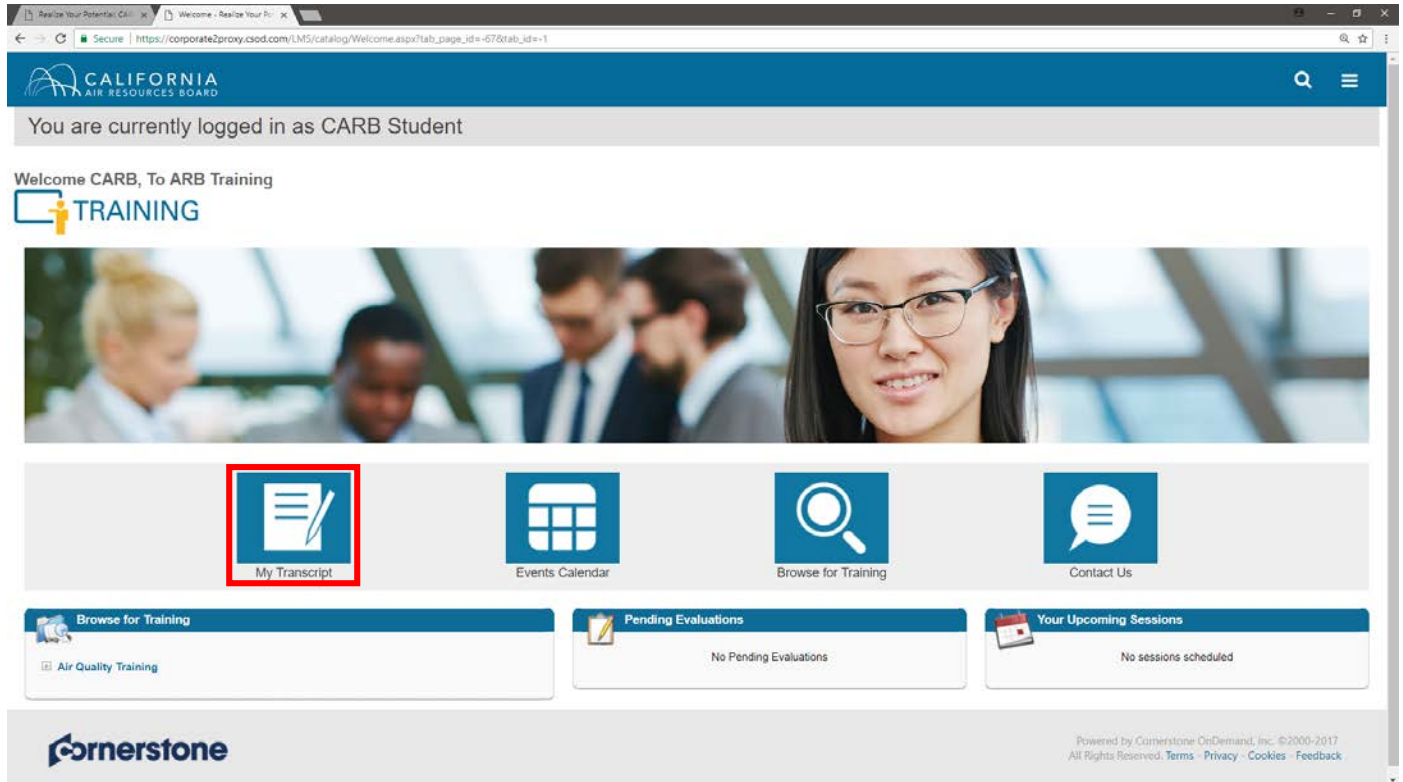 Realize Your Potential: CAR
Welcome - Realize Your Po
Secure | https://corporate2proxy.csod.com/LMS/catalog/Welcome.aspx?tab_page_id=-67&tab_id=-1
CALIFORNIA
AIR RESOURCES BOARD
You are currently logged in as CARB Student
Welcome CARB, To ARB Training
TRAINING
My Transcript
Events Calendar
Browse for Training
Contact Us
Browse for Training
Air Quality Training
Pending Evaluations
No Pending Evaluations
Your Upcoming Sessions
No sessions scheduled
cornerstone
Powered by Cornerstone OnDemand, Inc. ©2000-2017
All Rights Reserved. Terms - Privacy - Cookies - Feedback